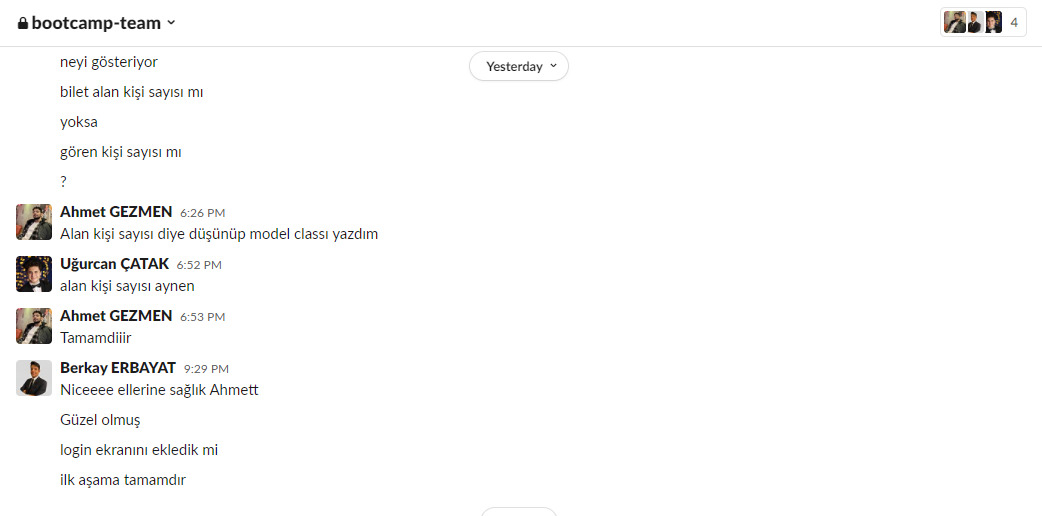 bootcamp-team
4
Yesterday
neyi gösteriyor
bilet alan kişi sayısı mı
yoksa
gören kişi sayısı mı
?
Ahmet GEZMEN 6:26 PM
Alan kişi sayısı diye düşünüp model classı yazdım
Uğurcan ÇATAK 6:52 PM
alan kişi sayısı aynen
Ahmet GEZMEN 6:53 PM
Tamamdiiir
Berkay ERBAYAT 9:29 PM
Niceeee ellerine sağlık Ahmett
Güzel olmuş
login ekranını ekledik mi
ilk aşama tamamdır